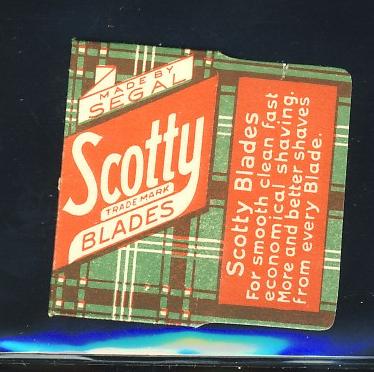 MADE BY
SEGAL
Scotty
TRADE MARK
BLADES
Scotty Blades
For smooth clean fast
economical shaving.
More and better shaves
from every Blade.